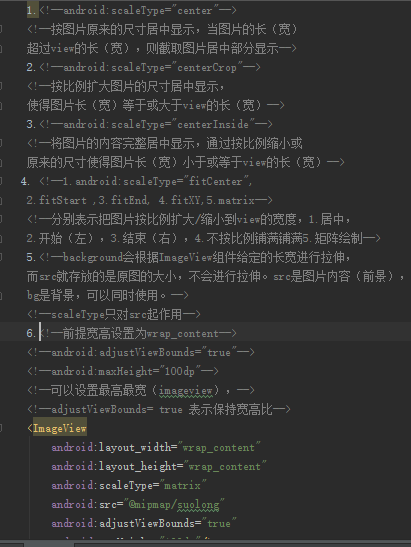 1.<!--android:scaleType="center"-->
<!--按图片原来的尺寸居中显示，当图片的长（宽）
超过view的长（宽），则截取图片居中部分显示-->
2.<!--android:scaleType="centerCrop"-->
<!--按比例扩大图片的尺寸居中显示，
使得图片长（宽）等于或大于view的长（宽）-->
3.<!--android:scaleType="centerInside"-->
<!--将图片的内容完整居中显示，通过按比例缩小或
原来的尺寸使得图片长（宽）小于或等于view的长（宽）-->
4. <!--1.android:scaleType="fitCenter",
2.fitStart ,3.fitEnd, 4.fitXY,5.matrix-->
<!--分别表示把图片按比例扩大/缩小到view的宽度，1.居中，
2.开始（左），3.结束（右），4.不按比例铺满铺满5.矩阵绘制-->
5.<!--background会根据ImageView组件给定的长宽进行拉伸，
而src就存放的是原图的大小，不会进行拉伸。src是图片内容（前景），
bg是背景，可以同时使用。-->
<!--scaleType只对src起作用-->
6.<!--前提宽高设置为wrap_content-->
<!--android:adjustViewBounds="true"-->
<!--android:maxHeight="100dp"-->
<!--可以设置最高最宽（imageview），-->
<!--adjustViewBounds= true 表示保持宽高比-->
<ImageView
android:layout_width="wrap_content"
android:layout_height="wrap_content"
android:scaleType="matrix"
android:src="@mipmap/suolong"
android:adjustViewBounds="true"